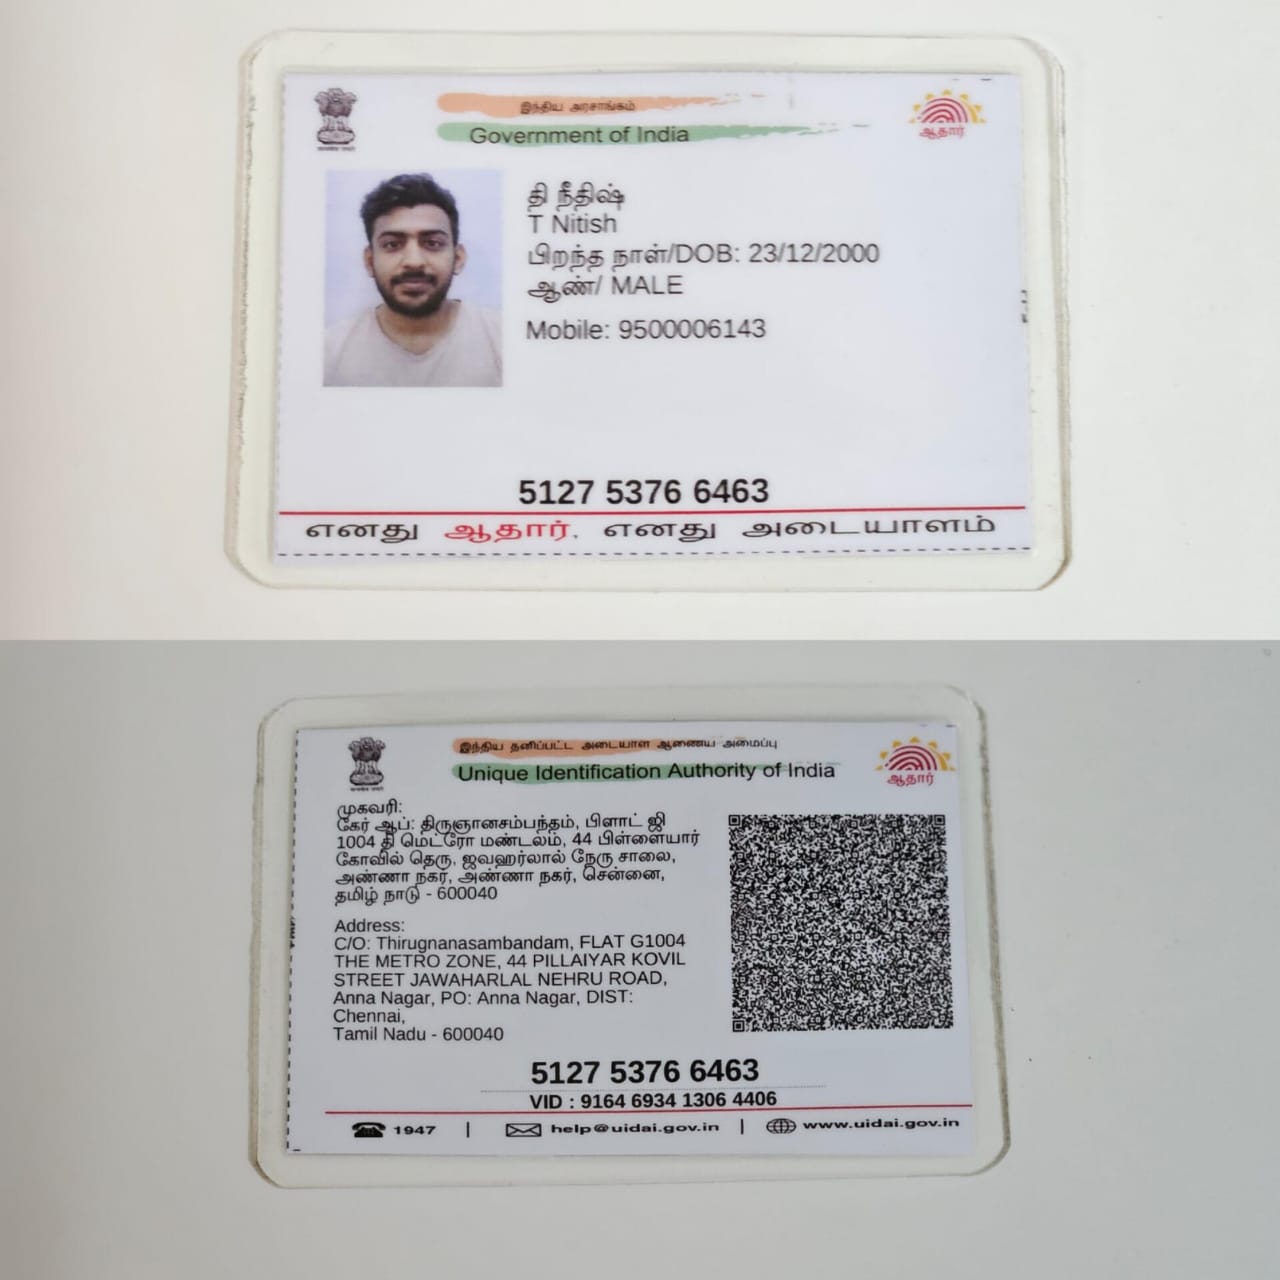 இந்திய அரசாங்கம்
Government of India
ஆதார்
தி நீதிஷ்
T Nitish
பிறந்த நாள்/DOB: 23/12/2000
ஆண்/ MALE
Mobile: 9500006143
5127 5376 6463
எனது ஆதார், எனது அடையாளம்
இந்திய தனிப்பட்ட அடையாள ஆணைய அமைப்பு
Unique Identification Authority of India
ஆதார்
முகவரி:
கேர் ஆப்: திருஞானசம்பந்தம், பிளாட் ஜி
1004 தி மெட்ரோ மண்டலம், 44 பிள்ளையார்
கோவில் தெரு, ஜவஹர்லால் நேரு சாலை,
அண்ணா நகர், அண்ணா நகர், சென்னை,
தமிழ் நாடு - 600040
Address:
C/O: Thirugnanasambandam, FLAT G1004
THE METRO ZONE, 44 PILLAIYAR KOVIL
STREET JAWAHARLAL NEHRU ROAD,
Anna Nagar, PO: Anna Nagar, DIST:
Chennai,
Tamil Nadu - 600040
5127 5376 6463
VID : 9164 6934 1306 4406
1947 | help@uidai.gov.in | www.uidai.gov.in